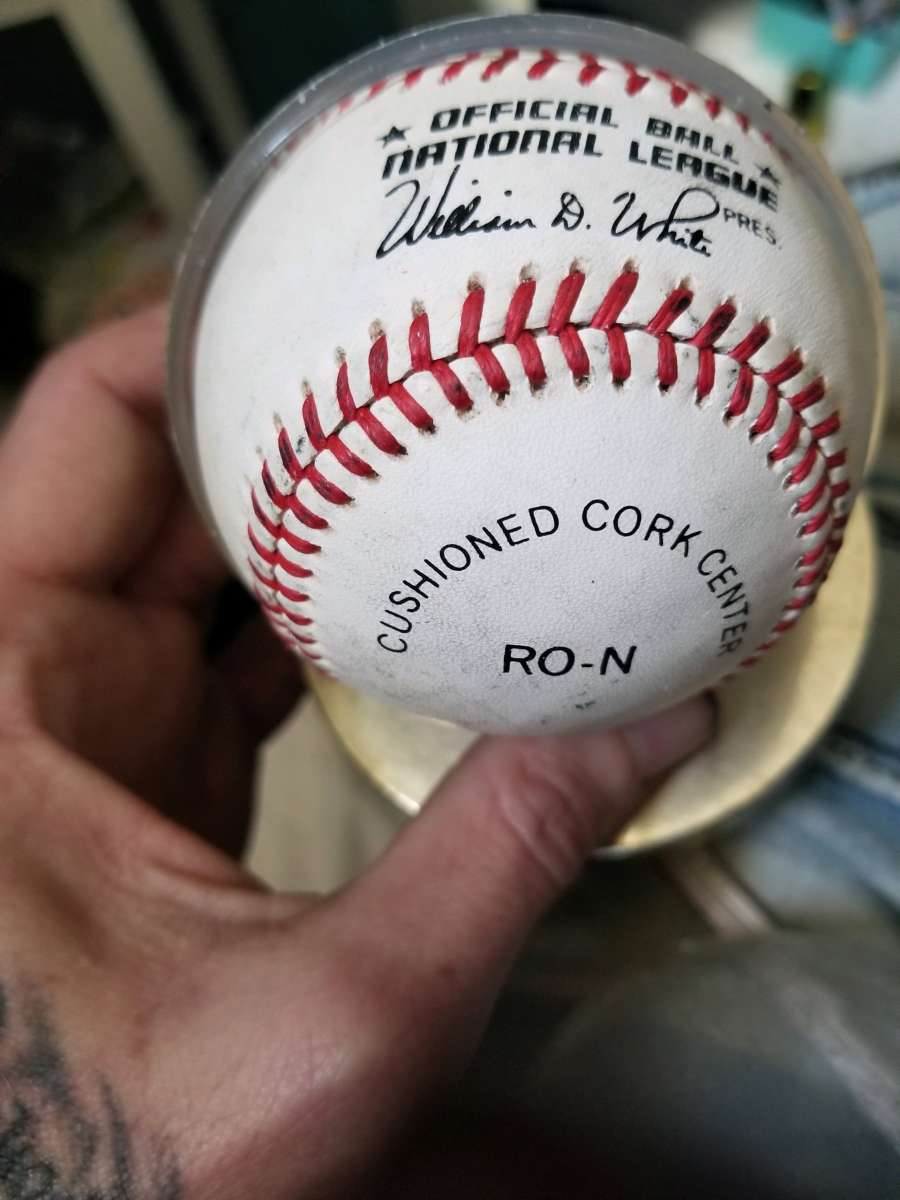 ★ OFFICIAL BALL ★
NATIONAL LEAGUE
William D. White PRES.
CUSHIONED CORK CENTER
RO-N